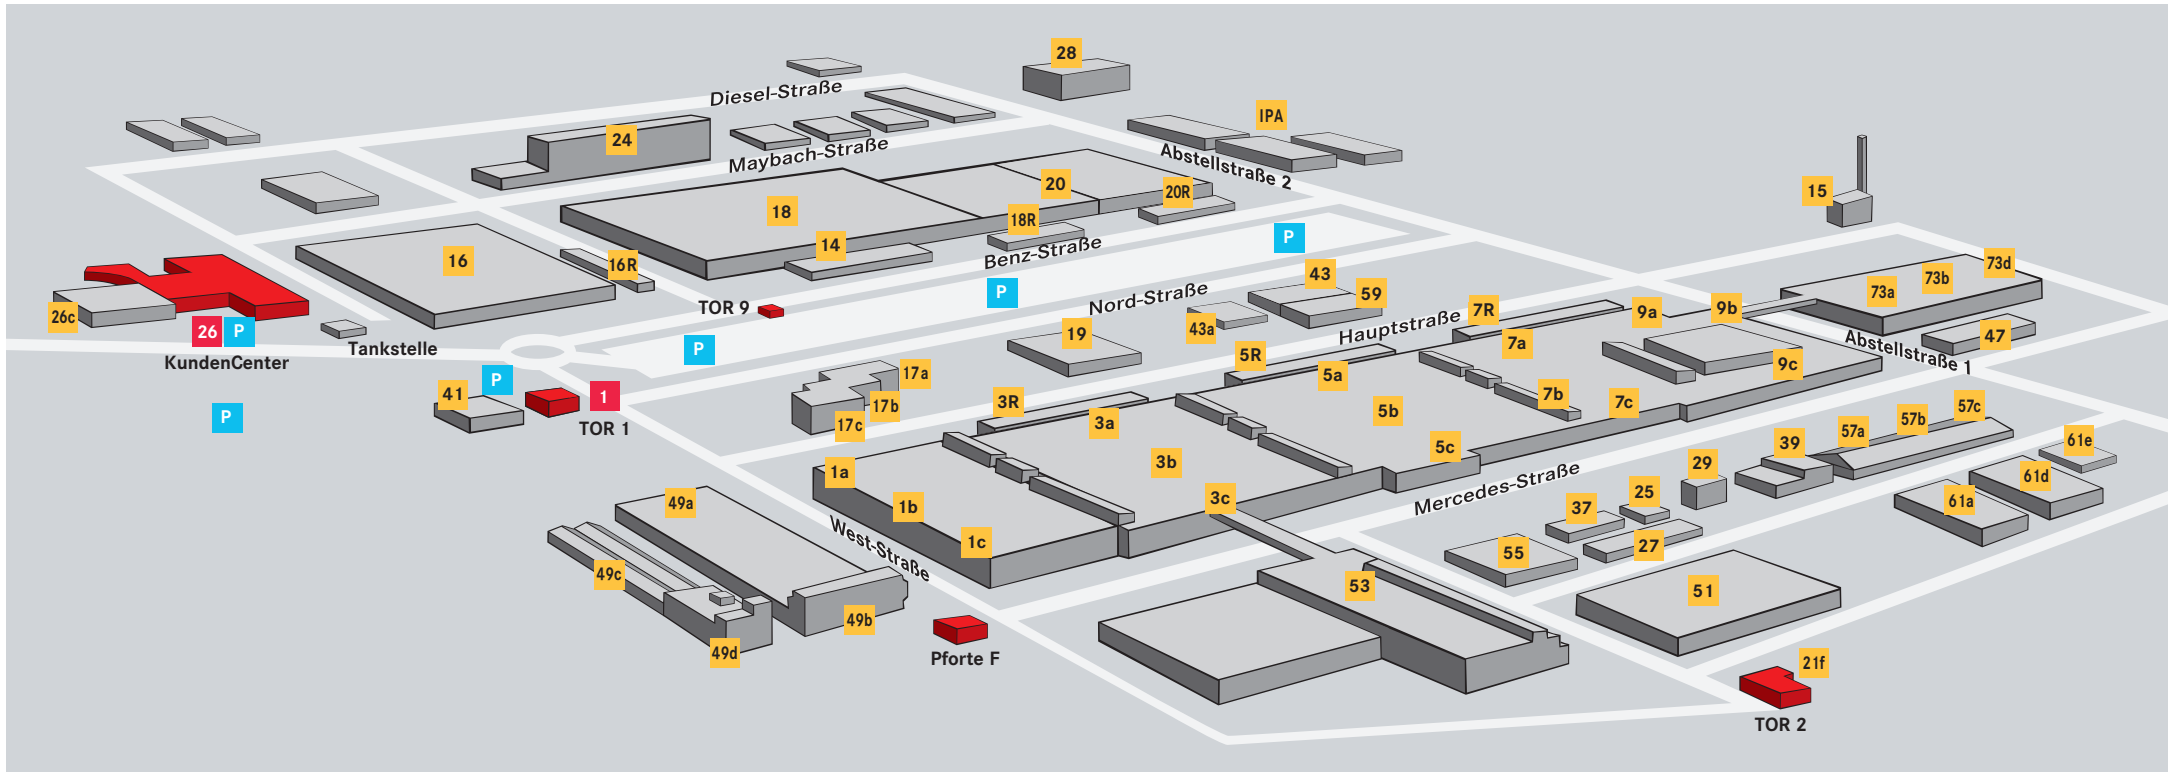 28
Diesel-Straße
IPA
24
Maybach-Straße
Abstellstraße 2
20
20R
15
18
18R
14
Benz-Straße
P
16
16R
43
59
73a
73b
73d
26c
TOR 9
P
Nord-Straße
43a
7R
9a
9b
26
P
KundenCenter
Tankstelle
P
19
Hauptstraße
7a
47
Abstellstraße 1
5R
5a
9c
17a
P
41
1
TOR 1
17b
17c
3R
3a
5b
7b
7c
57c
57b
57a
P
1a
3b
5c
39
61e
29
61d
49a
1b
3c
Mercedes-Straße
25
37
61a
1c
West-Straße
27
55
49c
53
51
49b
49d
Pforte F
21f
TOR 2